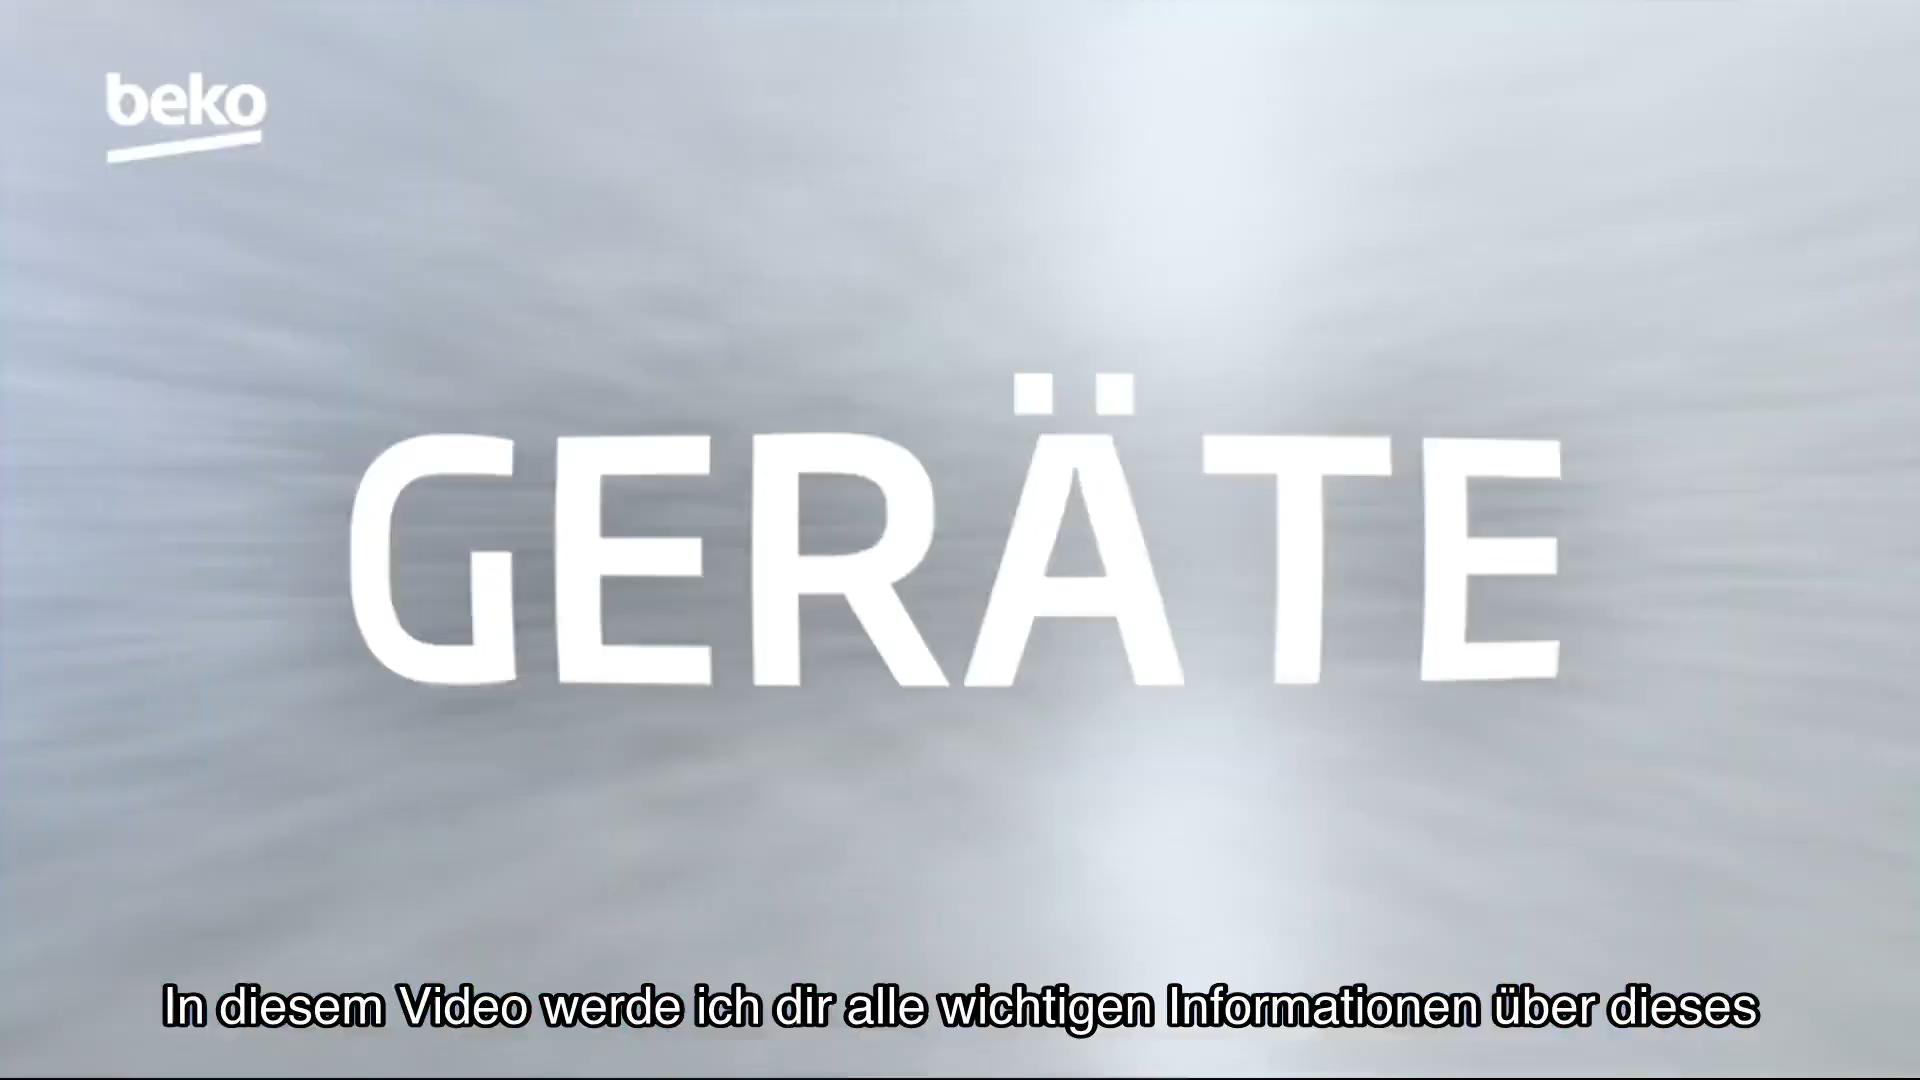 beko
GERÄTE
In diesem Video werde ich dir alle wichtigen Informationen über dieses